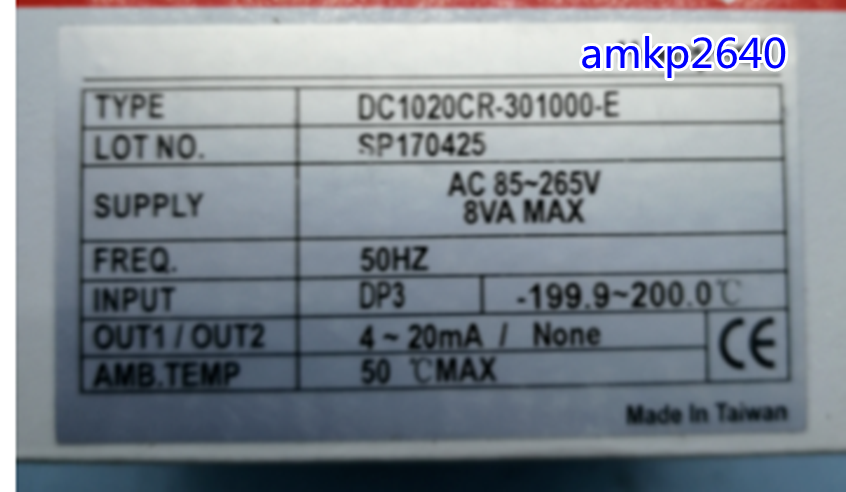 amkp2640
TYPE DC1020CR-301000-E
LOT NO. SP170425
SUPPLY AC 85~265V
8VA MAX
FREQ. 50HZ
INPUT DP3 -199.9~200.0℃
OUT1 / OUT2 4 ~ 20mA / None
CE
AMB.TEMP 50 ℃MAX
Made In Taiwan